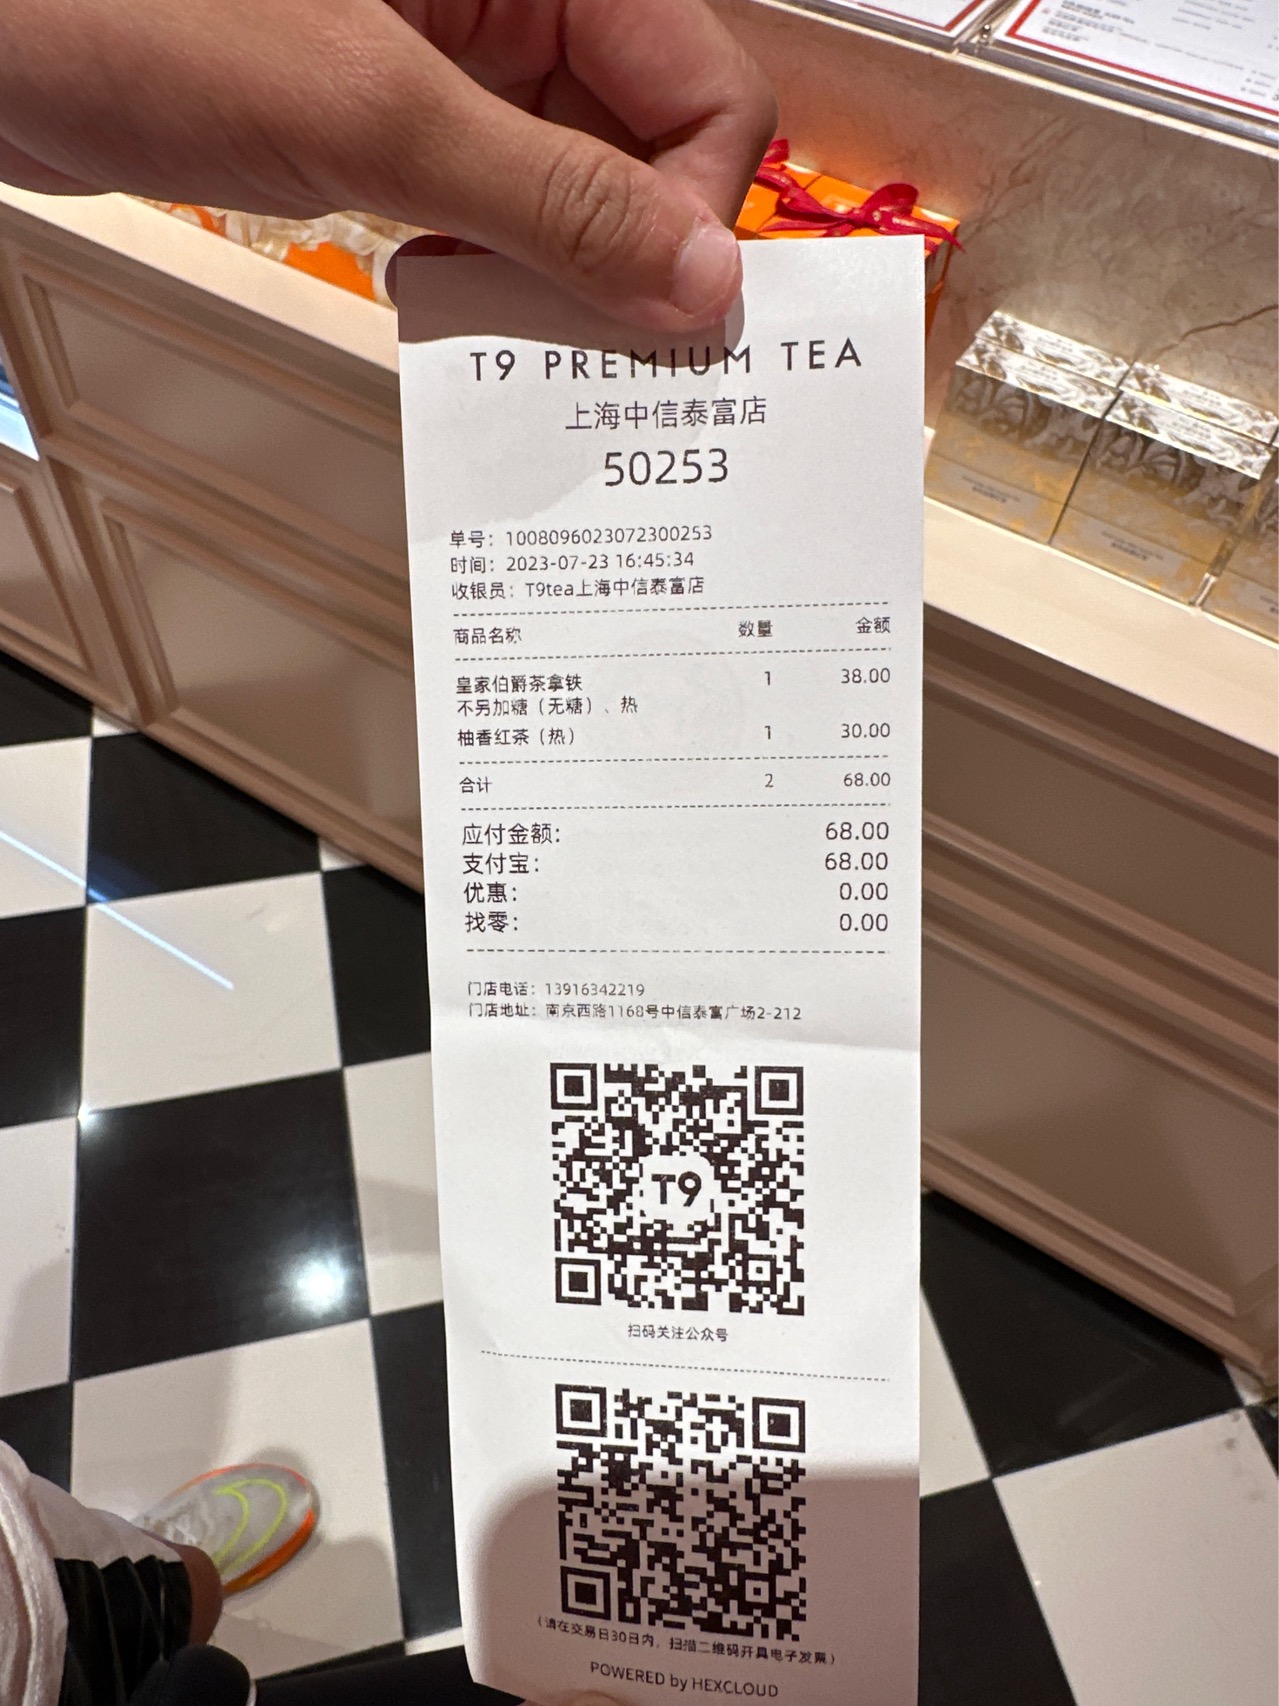 T9 PREMIUM TEA
上海中信泰富店
50253
单号：1008096023072300253
时间：2023-07-23 16:45:34
收银员：T9tea上海中信泰富店
商品名称 数量 金额
皇家伯爵茶拿铁 1 38.00
不另加糖（无糖）、热
柚香红茶（热） 1 30.00
合计 2 68.00
应付金额: 68.00
支付宝: 68.00
优惠: 0.00
找零: 0.00
门店电话：13916342219
门店地址：南京西路1168号中信泰富广场2-212
T9
扫码关注公众号
（请在交易日30日内，扫描二维码开具电子发票）
POWERED by HEXCLOUD